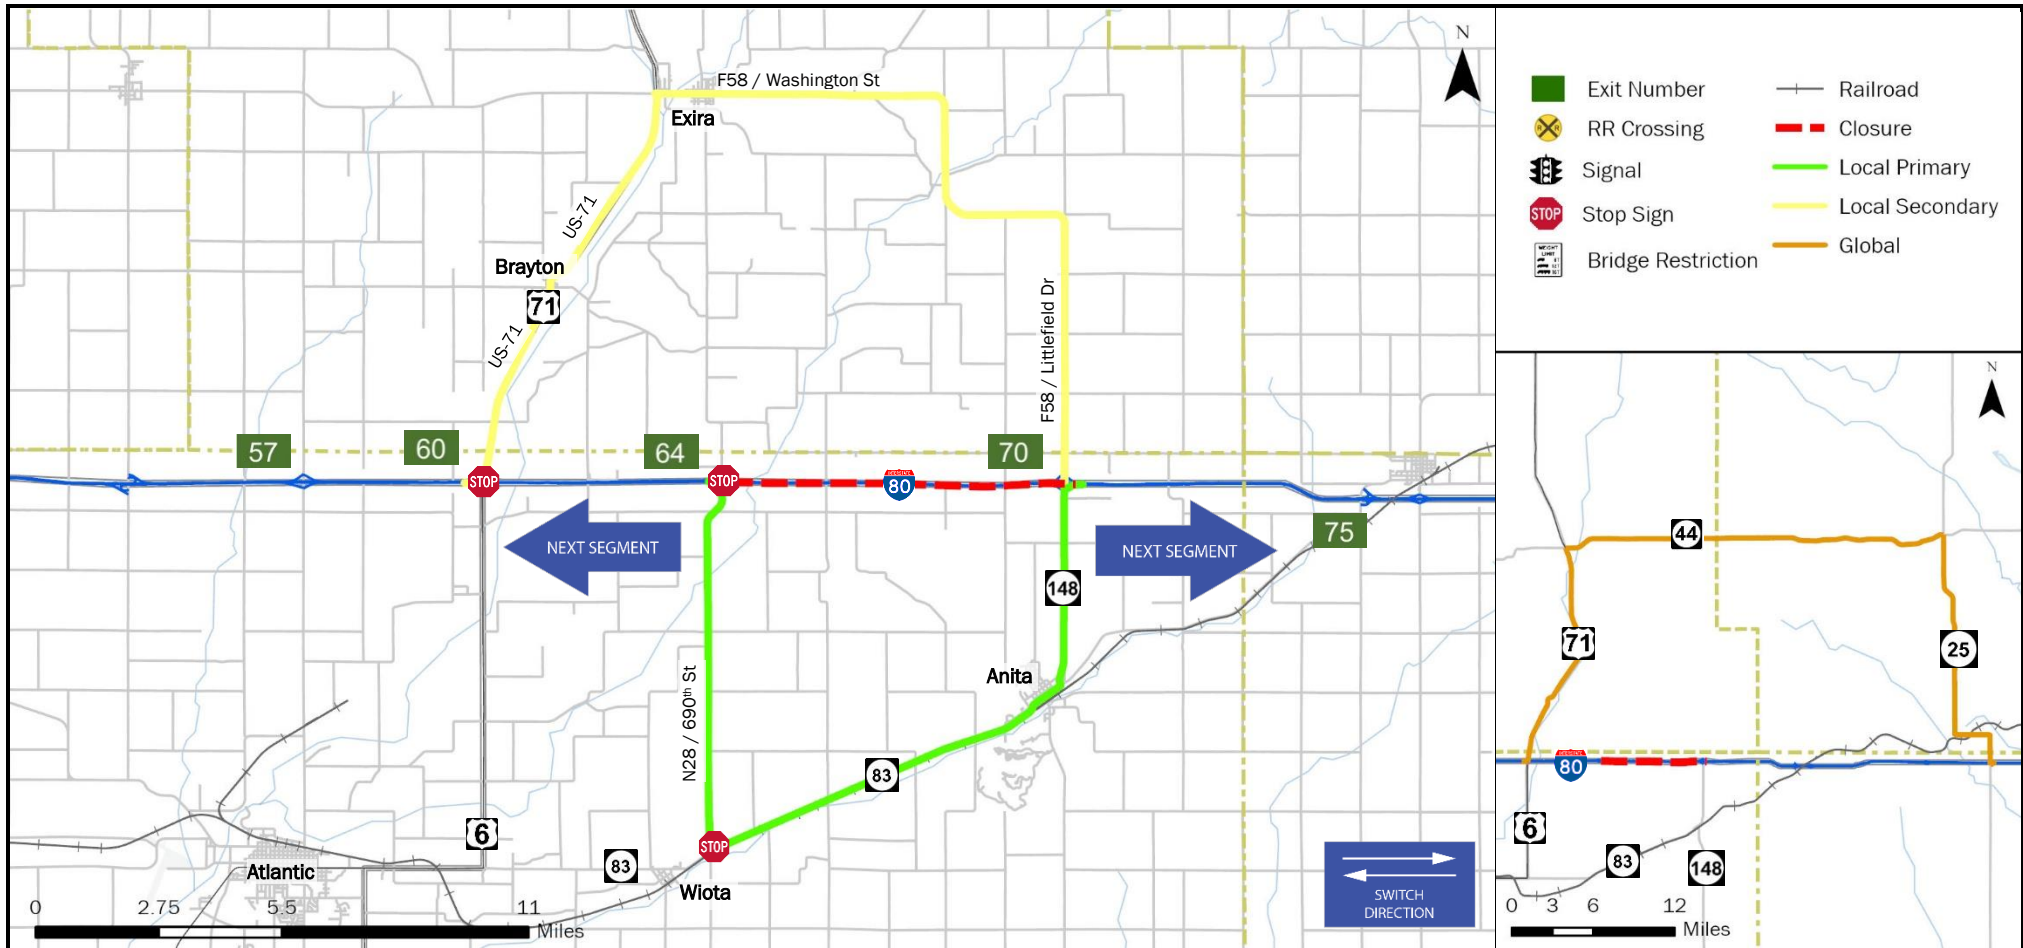 N
F58 / Washington St
Exira
US-71
Brayton
71
US-71
F58 / Littlefield Dr
57
60
64
70
STOP
STOP
80
NEXT SEGMENT
NEXT SEGMENT
75
148
Anita
N28 / 690th St
83
6
STOP
83
Wiota
Atlantic
0 2.75 5.5 11
Miles
SWITCH
DIRECTION
Exit Number
RR Crossing
Signal
STOP Stop Sign
WEIGHT
LIMIT
Bridge Restriction
Railroad
Closure
Local Primary
Local Secondary
Global
N
44
71
25
80
6
83
148
0 3 6 12
Miles